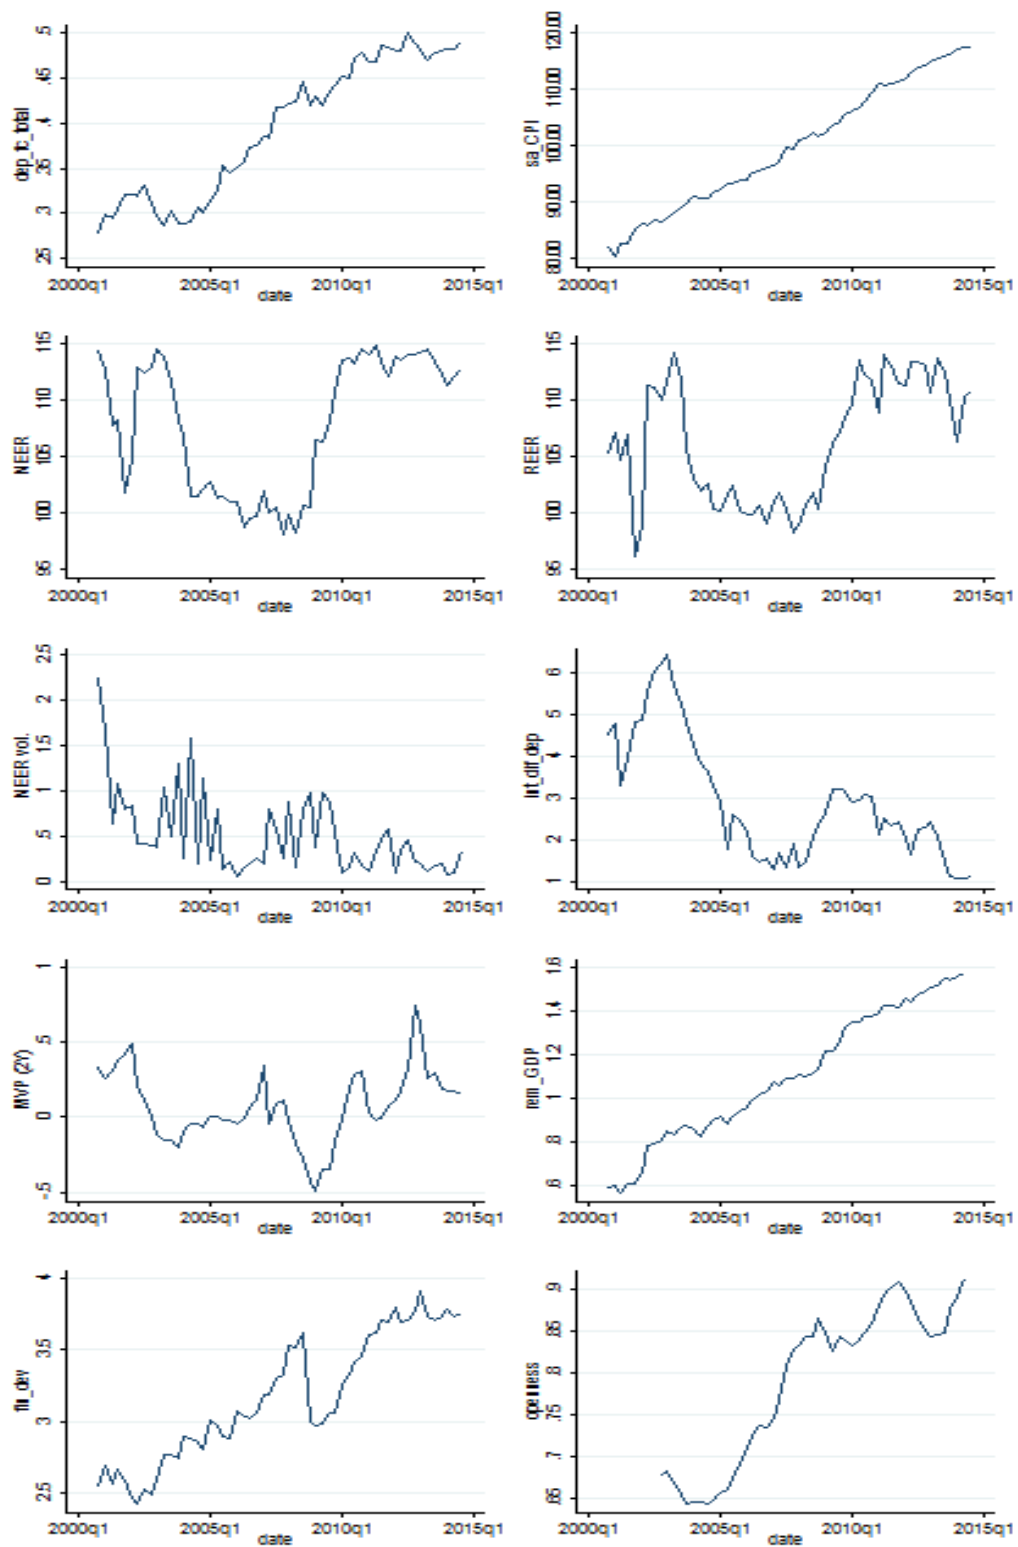 dep_fc_total
.5
.45
.4
.35
.3
.25
2000q1 2005q1 2010q1 2015q1
date
sa_CPI
120.00
110.00
100.00
90.00
80.00
2000q1 2005q1 2010q1 2015q1
date
NEER
115
110
105
100
95
2000q1 2005q1 2010q1 2015q1
date
REER
115
110
105
100
95
2000q1 2005q1 2010q1 2015q1
date
NEER vol.
2.5
2
1.5
1
.5
0
2000q1 2005q1 2010q1 2015q1
date
int_dif_dep
6
5
4
3
2
1
2000q1 2005q1 2010q1 2015q1
date
MVP (2Y)
1
.5
0
-.5
2000q1 2005q1 2010q1 2015q1
date
rem_GDP
1.6
1.4
1.2
1
.8
.6
2000q1 2005q1 2010q1 2015q1
date
fin_dev
4
3.5
3
2.5
2000q1 2005q1 2010q1 2015q1
date
openness
.9
.85
.8
.75
.7
.65
2000q1 2005q1 2010q1 2015q1
date